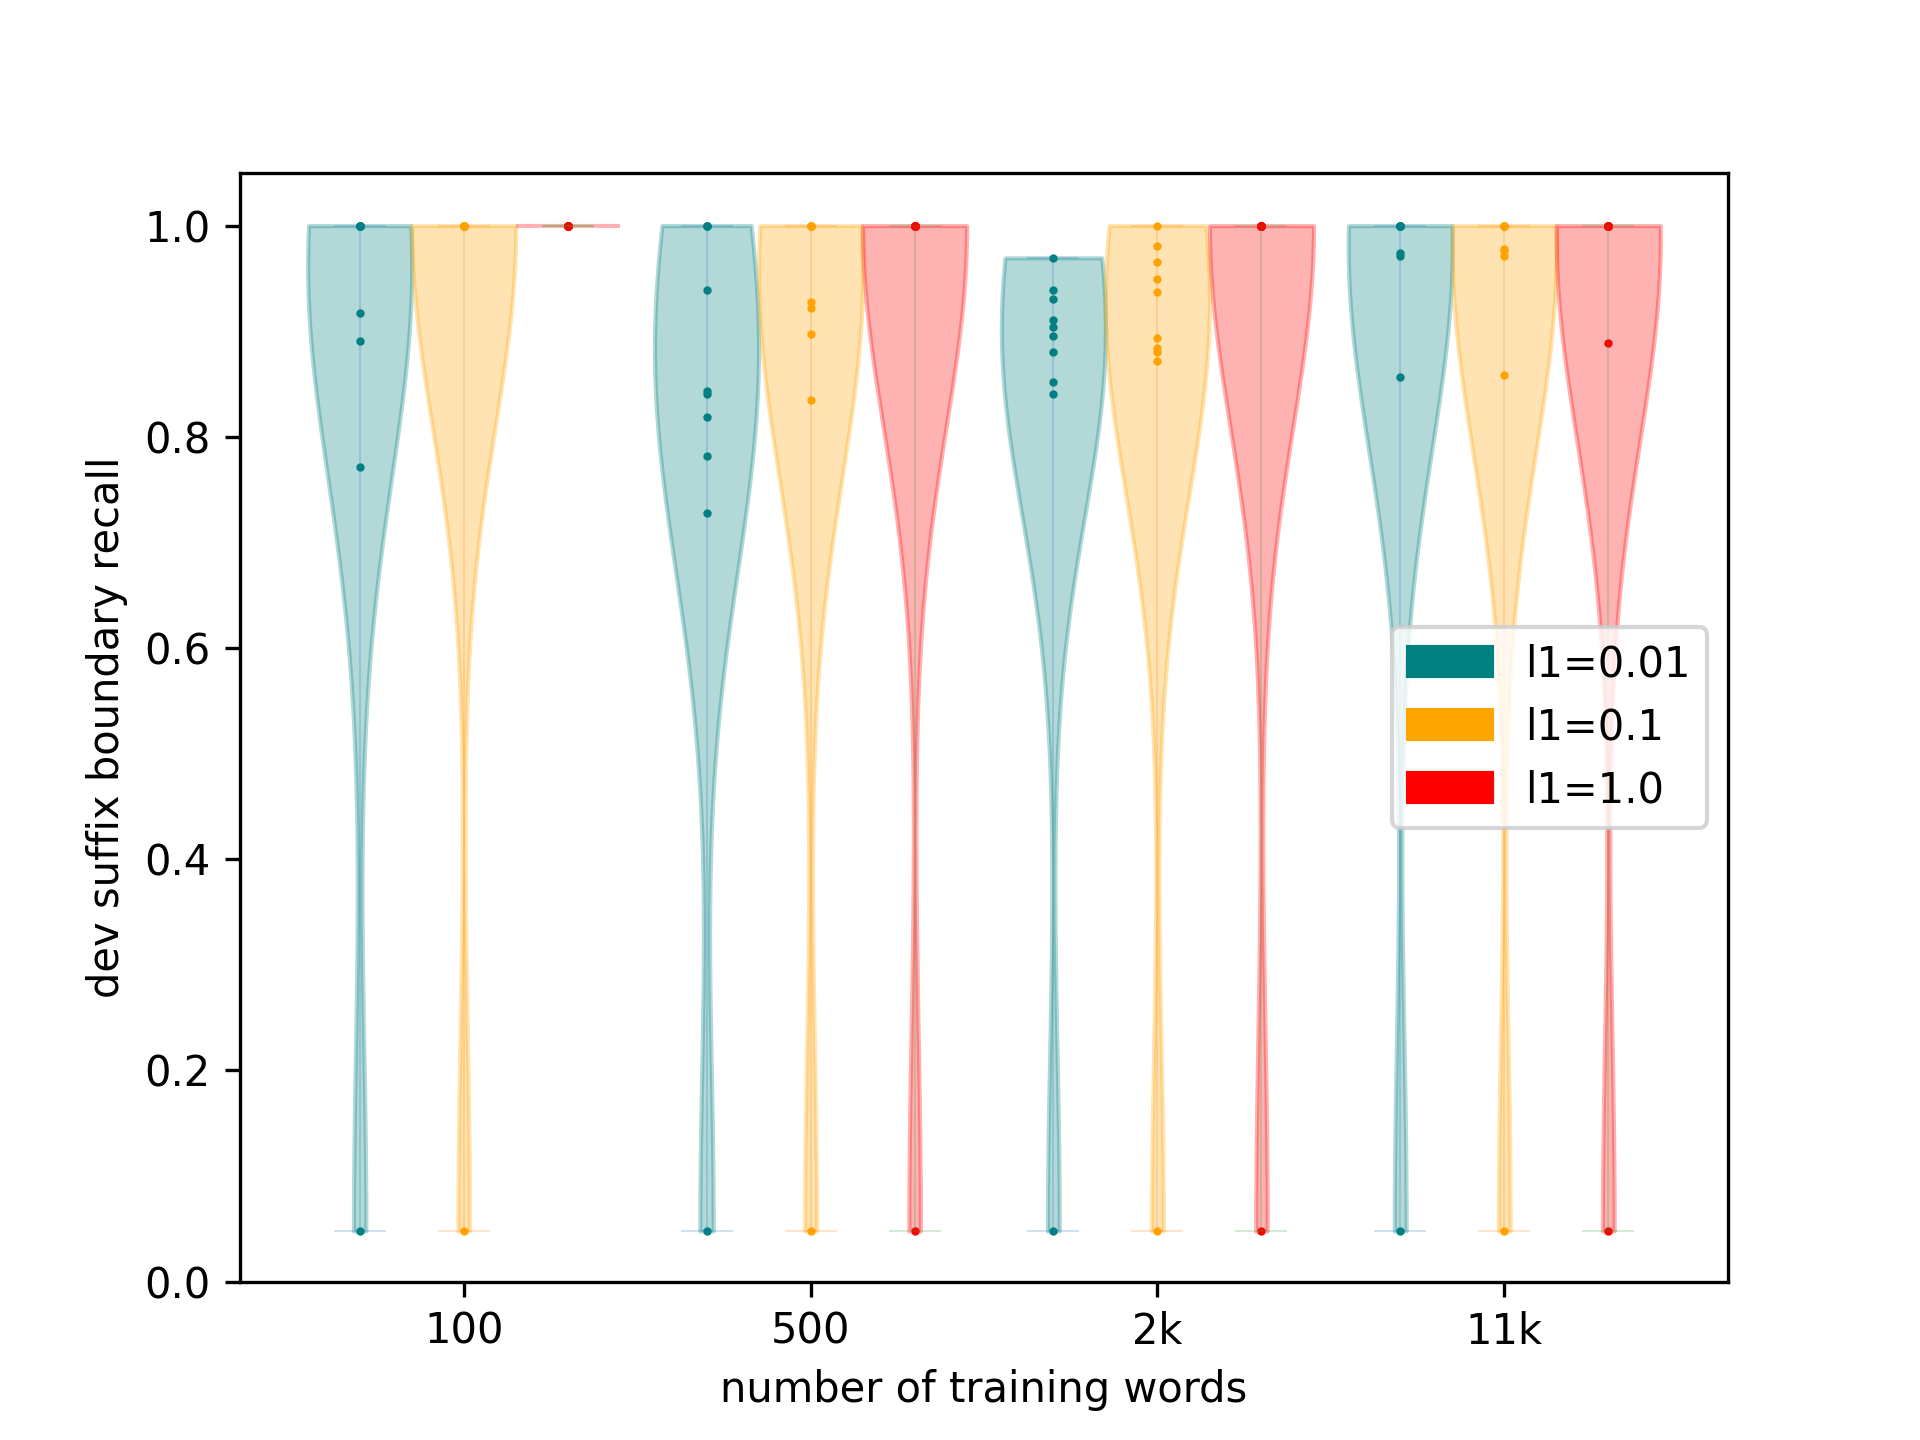 1.0
0.8
0.6
0.4
0.2
0.0
dev suffix boundary recall
l1=0.01
l1=0.1
l1=1.0
100 500 2k 11k
number of training words